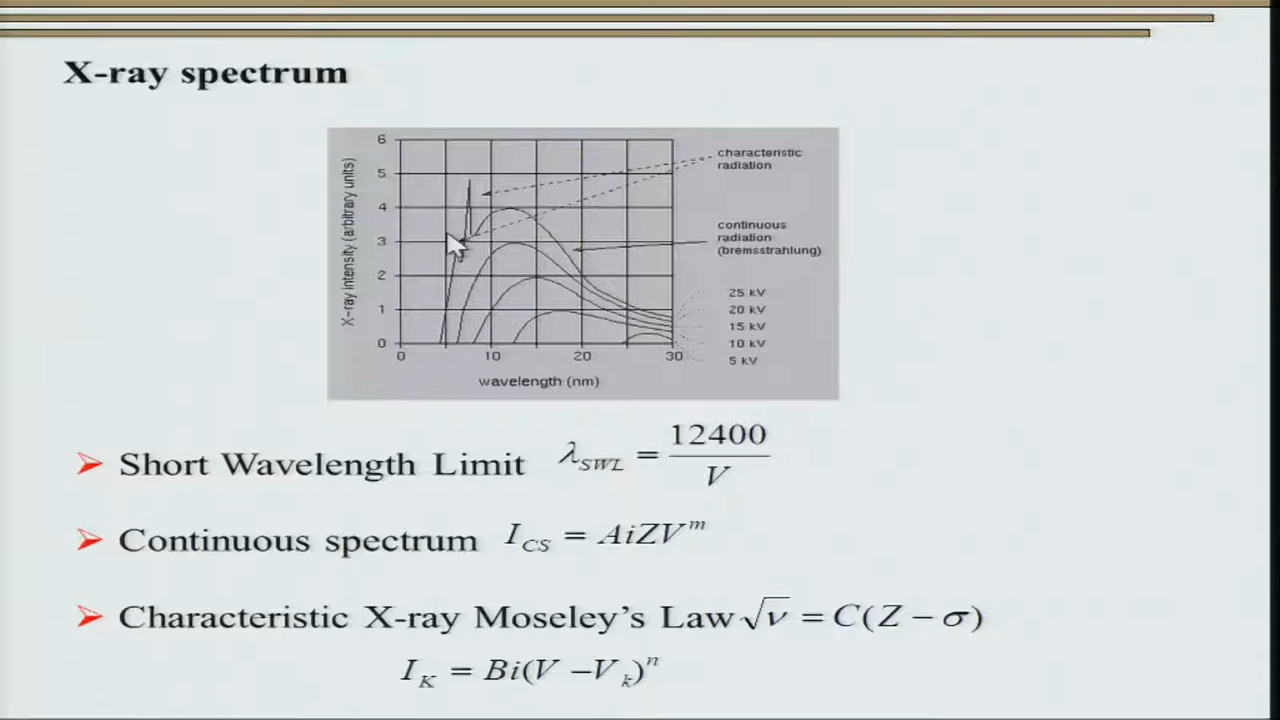 X-ray spectrum
6
5
4
3
2
1
0
X-ray intensity (arbitrary units)
0 10 20 30
wavelength (nm)
characteristic
radiation
continuous
radiation
(bremsstrahlung)
25 kV
20 kV
15 kV
10 kV
5 kV
Short Wavelength Limit λ_SWL = 12400 / V
Continuous spectrum I_CS = AiZV^m
Characteristic X-ray Moseley's Law √ν = C(Z − σ)
I_K = Bi(V − V_k)^n